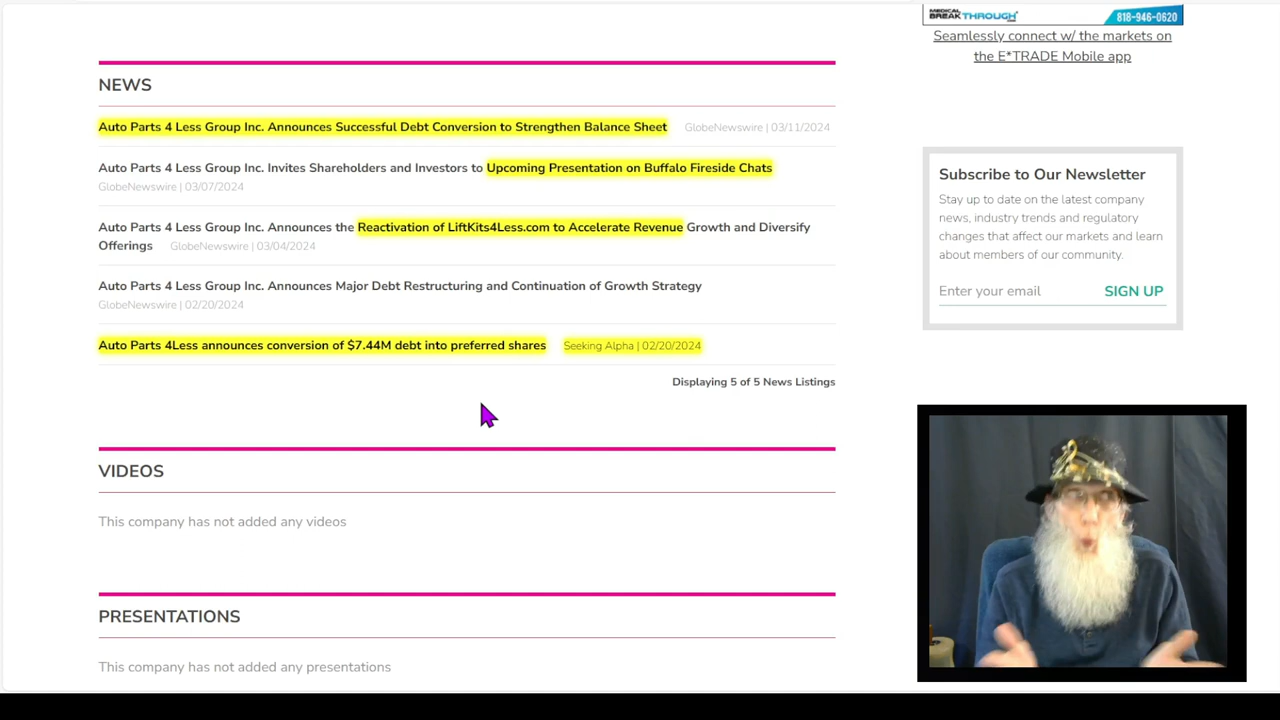 MEDICAL
BREAKTHROUGH
818-946-0620
Seamlessly connect w/ the markets on
the E*TRADE Mobile app
NEWS
Auto Parts 4 Less Group Inc. Announces Successful Debt Conversion to Strengthen Balance Sheet GlobeNewswire | 03/11/2024
Auto Parts 4 Less Group Inc. Invites Shareholders and Investors to Upcoming Presentation on Buffalo Fireside Chats
GlobeNewswire | 03/07/2024
Auto Parts 4 Less Group Inc. Announces the Reactivation of LiftKits4Less.com to Accelerate Revenue Growth and Diversify
Offerings GlobeNewswire | 03/04/2024
Auto Parts 4 Less Group Inc. Announces Major Debt Restructuring and Continuation of Growth Strategy
GlobeNewswire | 02/20/2024
Auto Parts 4Less announces conversion of $7.44M debt into preferred shares Seeking Alpha | 02/20/2024
Displaying 5 of 5 News Listings
Subscribe to Our Newsletter
Stay up to date on the latest company
news, industry trends and regulatory
changes that affect our markets and learn
about members of our community.
Enter your email SIGN UP
VIDEOS
This company has not added any videos
PRESENTATIONS
This company has not added any presentations